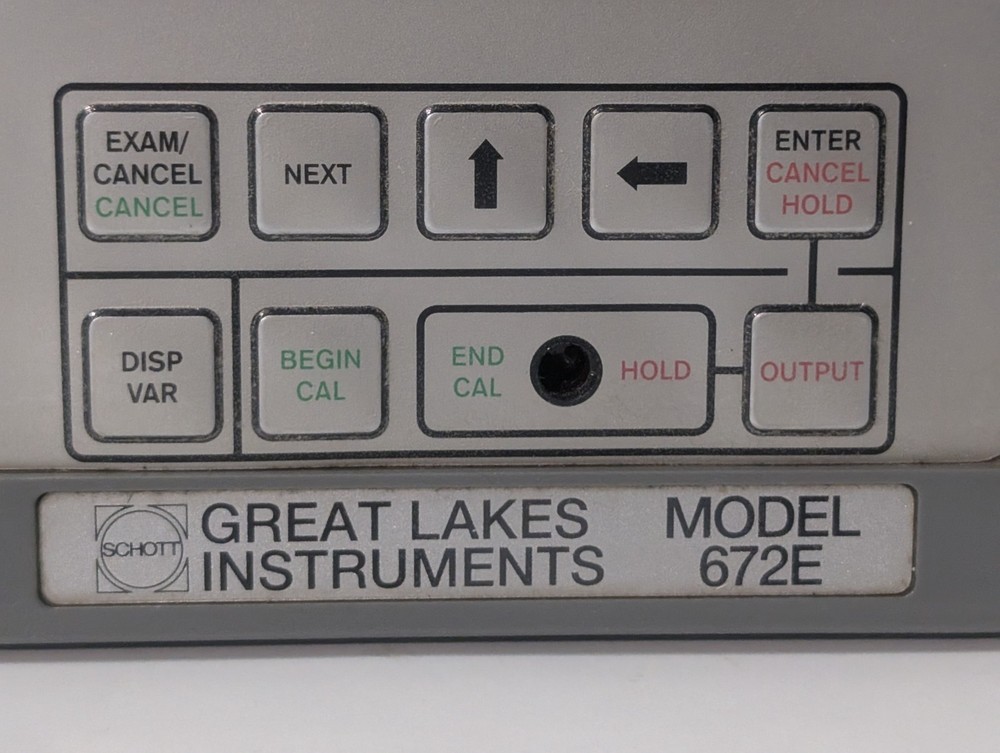 EXAM/
CANCEL
CANCEL
NEXT
ENTER
CANCEL
HOLD
DISP
VAR
BEGIN
CAL
END
CAL
HOLD
OUTPUT
SCHOTT
GREAT LAKES
INSTRUMENTS
MODEL
672E